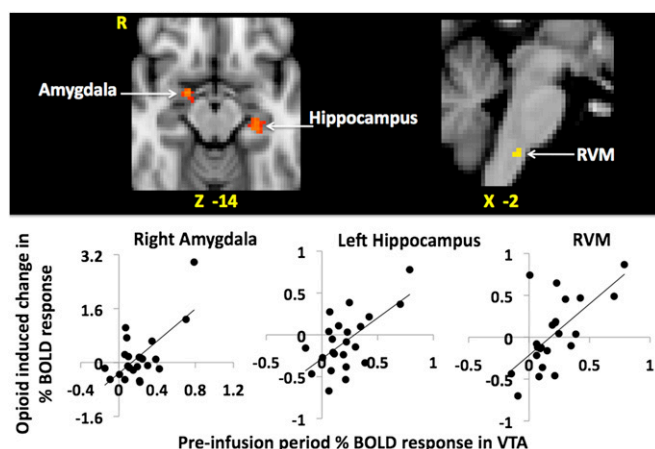 R
Amygdala
Hippocampus
Z -14
RVM
X -2
Opioid induced change in
% BOLD response
Right Amygdala
3.2
1.6
0
-1.6
-0.4 0 0.4 0.8 1.2
Left Hippocampus
1
0.5
0
-0.5
-1
-0.5 0 0.5 1
RVM
1
0.5
0
-0.5
-1
-0.5 0 0.5 1
Pre-infusion period % BOLD response in VTA